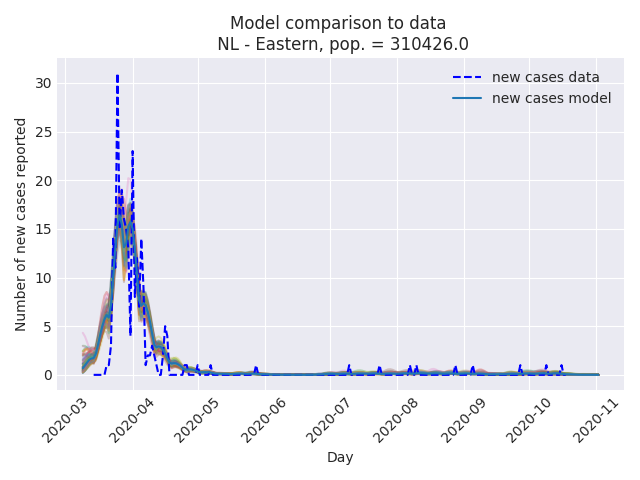 Model comparison to data
NL - Eastern, pop. = 310426.0
new cases data
new cases model
Number of new cases reported
30
25
20
15
10
5
0
2020-03
2020-04
2020-05
2020-06
2020-07
2020-08
2020-09
2020-10
2020-11
Day